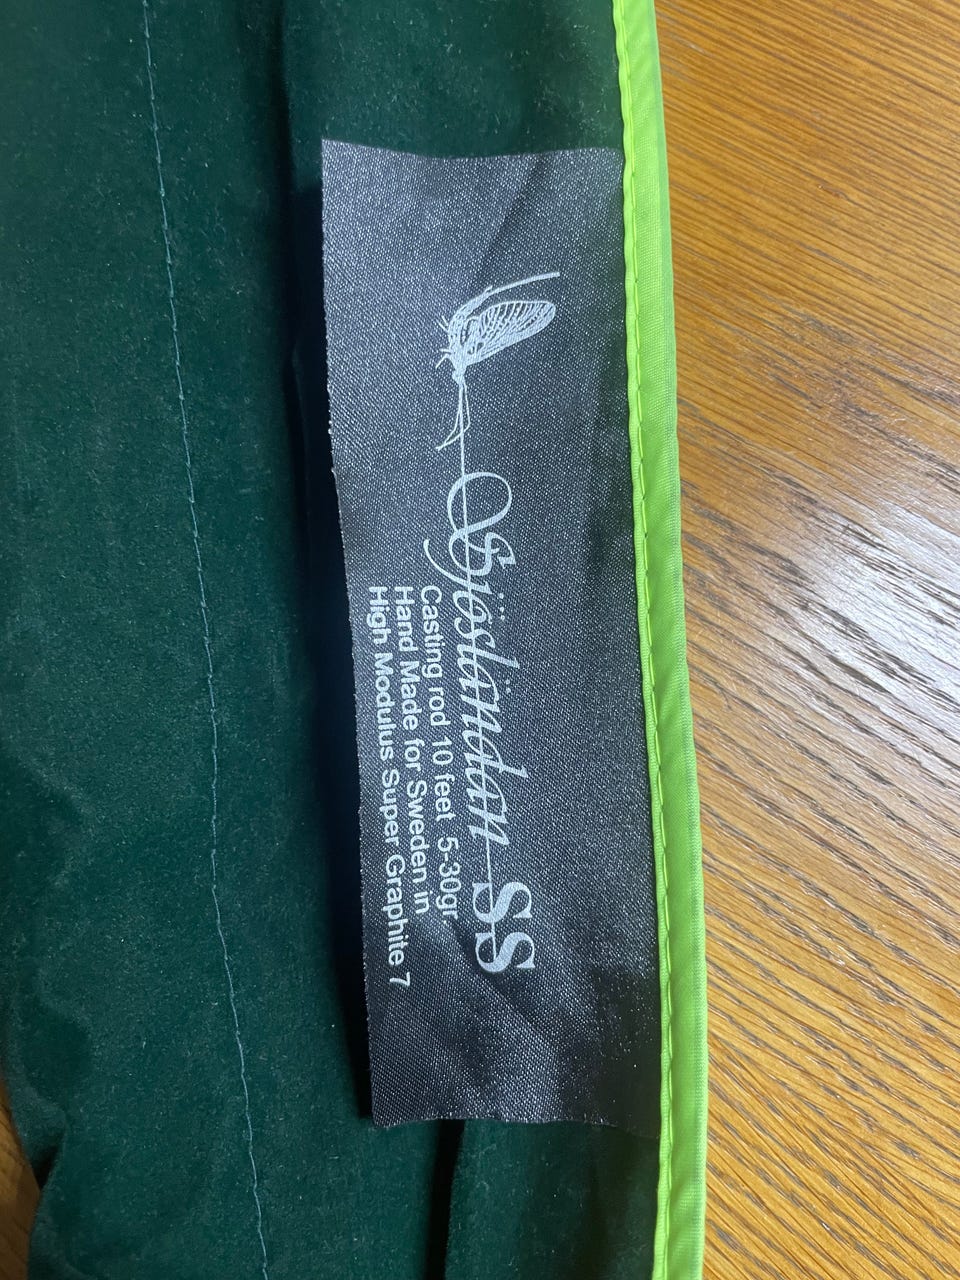 Sjösländan SS
Casting rod 10 feet 5-30gr
Hand Made for Sweden in
High Modulus Super Graphite 7